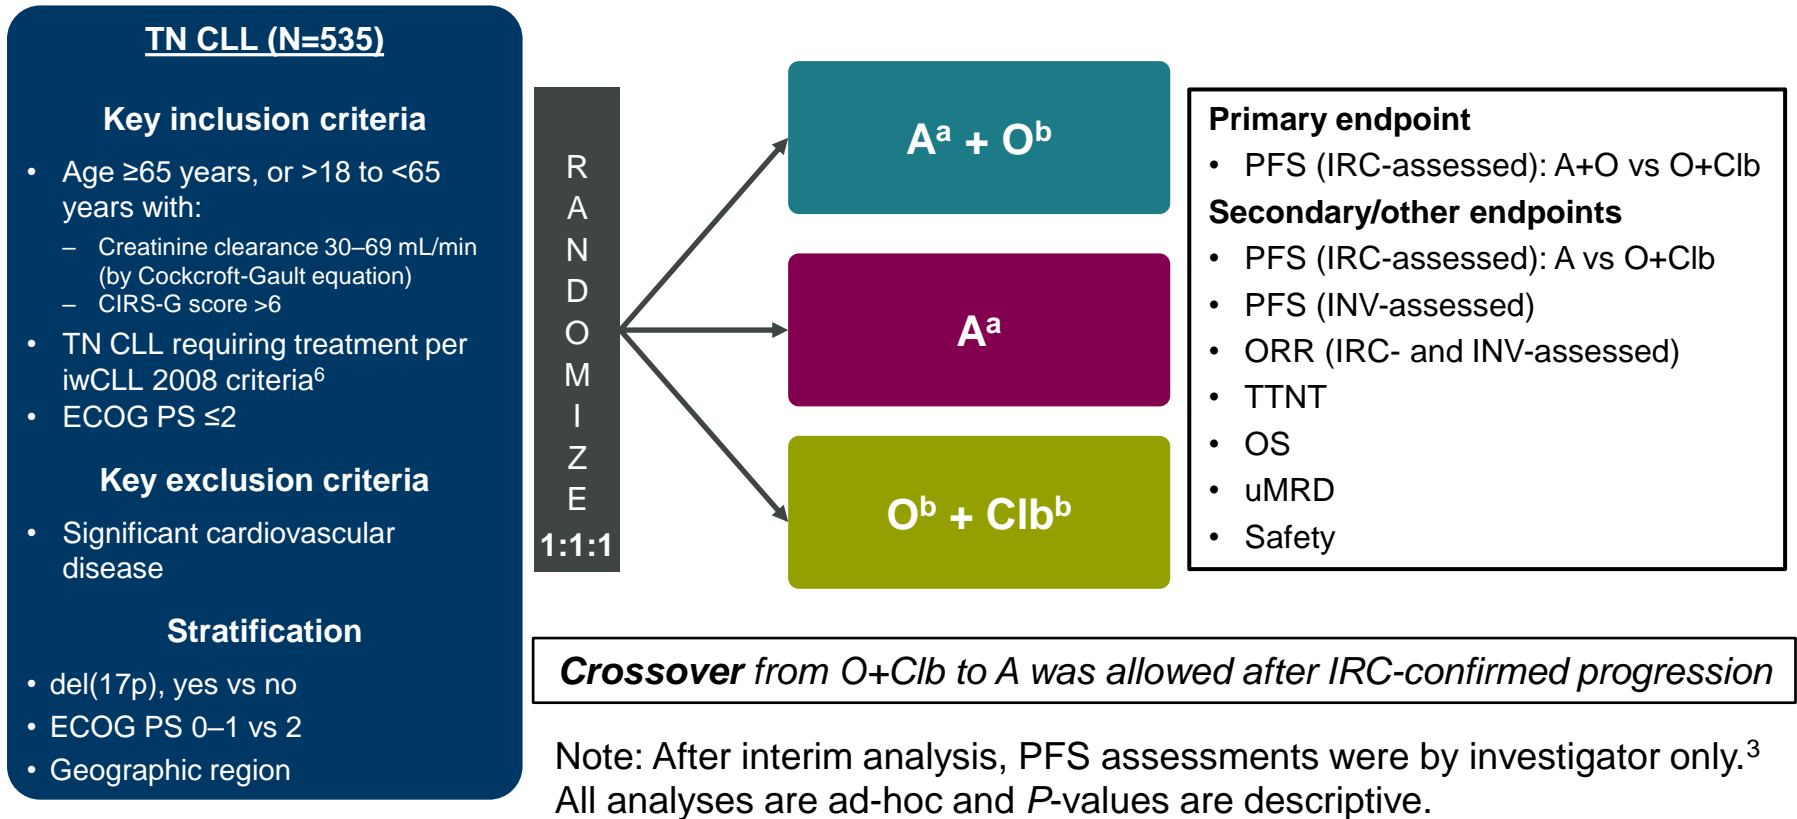 TN CLL (N=535)
Key inclusion criteria
• Age ≥65 years, or >18 to <65
years with:
– Creatinine clearance 30–69 mL/min
(by Cockcroft-Gault equation)
– CIRS-G score >6
• TN CLL requiring treatment per
iwCLL 2008 criteria⁶
• ECOG PS ≤2
Key exclusion criteria
• Significant cardiovascular
disease
Stratification
• del(17p), yes vs no
• ECOG PS 0–1 vs 2
• Geographic region
RANDOMIZE
1:1:1
Aᵃ + Oᵇ
Aᵃ
Oᵇ + Clbᵇ
Primary endpoint
• PFS (IRC-assessed): A+O vs O+Clb
Secondary/other endpoints
• PFS (IRC-assessed): A vs O+Clb
• PFS (INV-assessed)
• ORR (IRC- and INV-assessed)
• TTNT
• OS
• uMRD
• Safety
Crossover from O+Clb to A was allowed after IRC-confirmed progression
Note: After interim analysis, PFS assessments were by investigator only.³
All analyses are ad-hoc and P-values are descriptive.